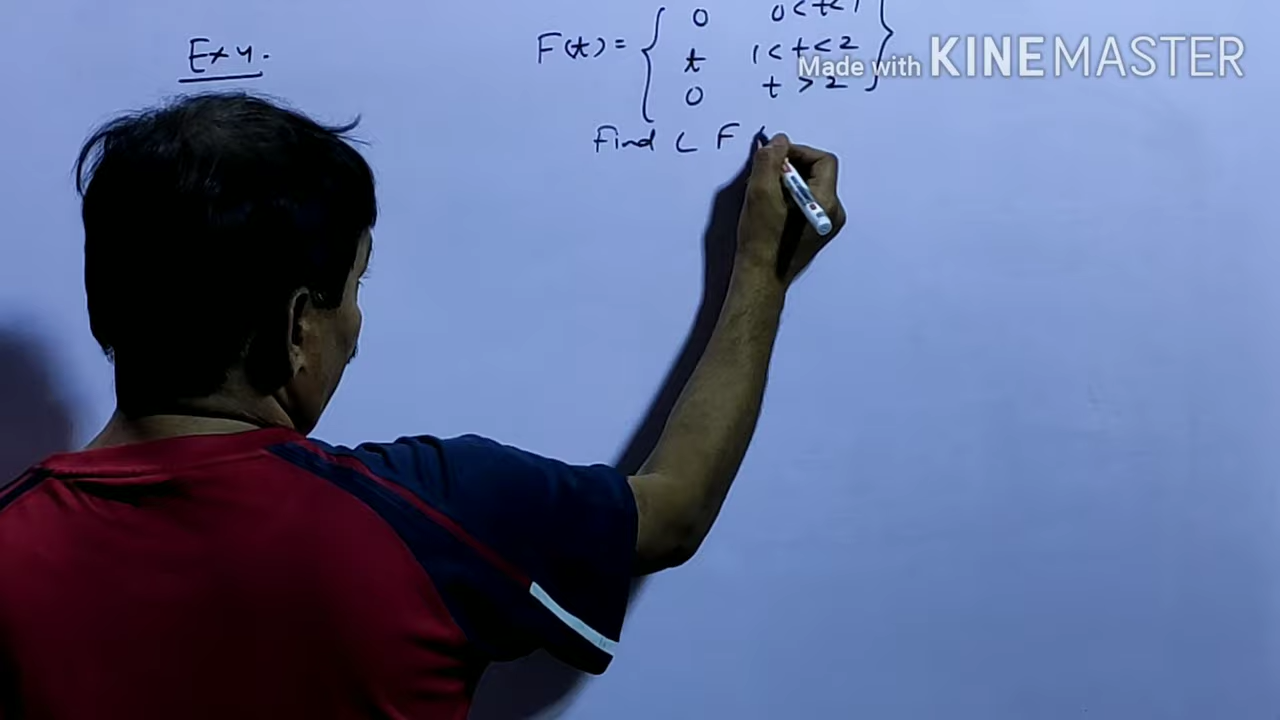 Ex 4.
F(t) = { 0 0<t<1
t 1<t<2
0 t>2 }
Find L F (
Made with KINEMASTER